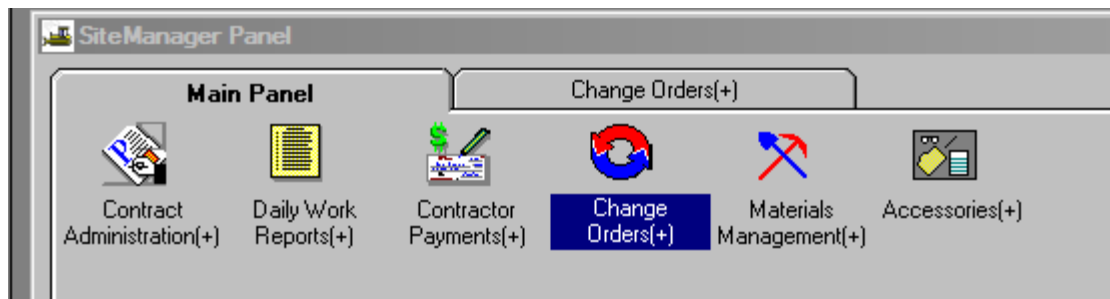 SiteManager Panel
Main Panel
Change Orders(+)
Contract
Administration(+)
Daily Work
Reports(+)
Contractor
Payments(+)
Change
Orders(+)
Materials
Management(+)
Accessories(+)